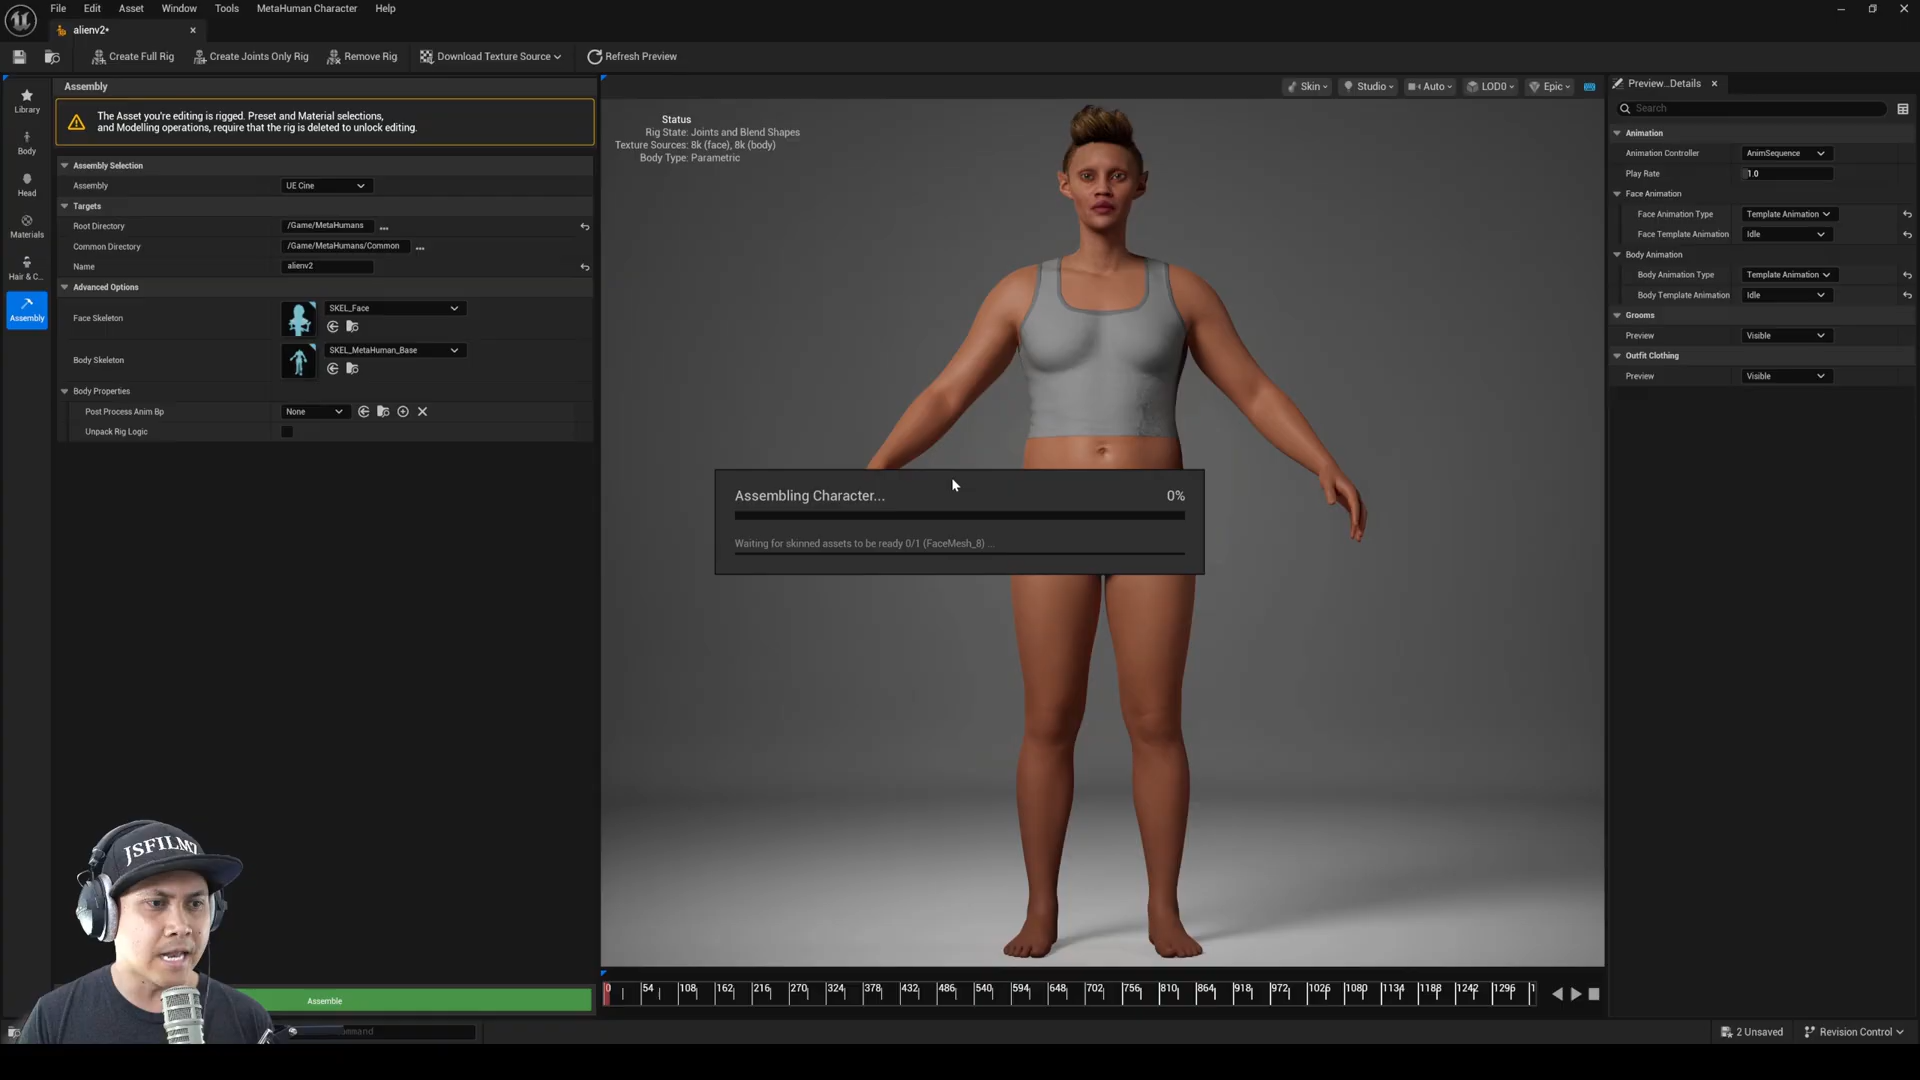 File Edit Asset Window Tools MetaHuman Character Help
alienv2•
Create Full Rig Create Joints Only Rig Remove Rig Download Texture Source Refresh Preview
Assembly
The Asset you're editing is rigged. Preset and Material selections,
and Modelling operations, require that the rig is deleted to unlock editing.
Library
Body
Head
Materials
Hair & C...
Assembly
Assembly Selection
Assembly UE Cine
Targets
Root Directory /Game/MetaHumans ...
Common Directory /Game/MetaHumans/Common ...
Name alienv2
Advanced Options
Face Skeleton SKEL_Face
Body Skeleton SKEL_MetaHuman_Base
Body Properties
Post Process Anim Bp None
Unpack Rig Logic
Assemble
Skin Studio Auto LOD0 Epic
Status
Rig State: Joints and Blend Shapes
Texture Sources: 8k (face), 8k (body)
Body Type: Parametric
Assembling Character... 0%
Waiting for skinned assets to be ready 0/1 (FaceMesh_8) ...
0 54 108 162 216 270 324 378 432 486 540 594 648 702 756 810 864 918 972 1026 1080 1134 1188 1242 1296 1
Preview...Details
Search
Animation
Animation Controller AnimSequence
Play Rate 1.0
Face Animation
Face Animation Type Template Animation
Face Template Animation Idle
Body Animation
Body Animation Type Template Animation
Body Template Animation Idle
Grooms
Preview Visible
Outfit Clothing
Preview Visible
JSFILMZ
2 Unsaved Revision Control